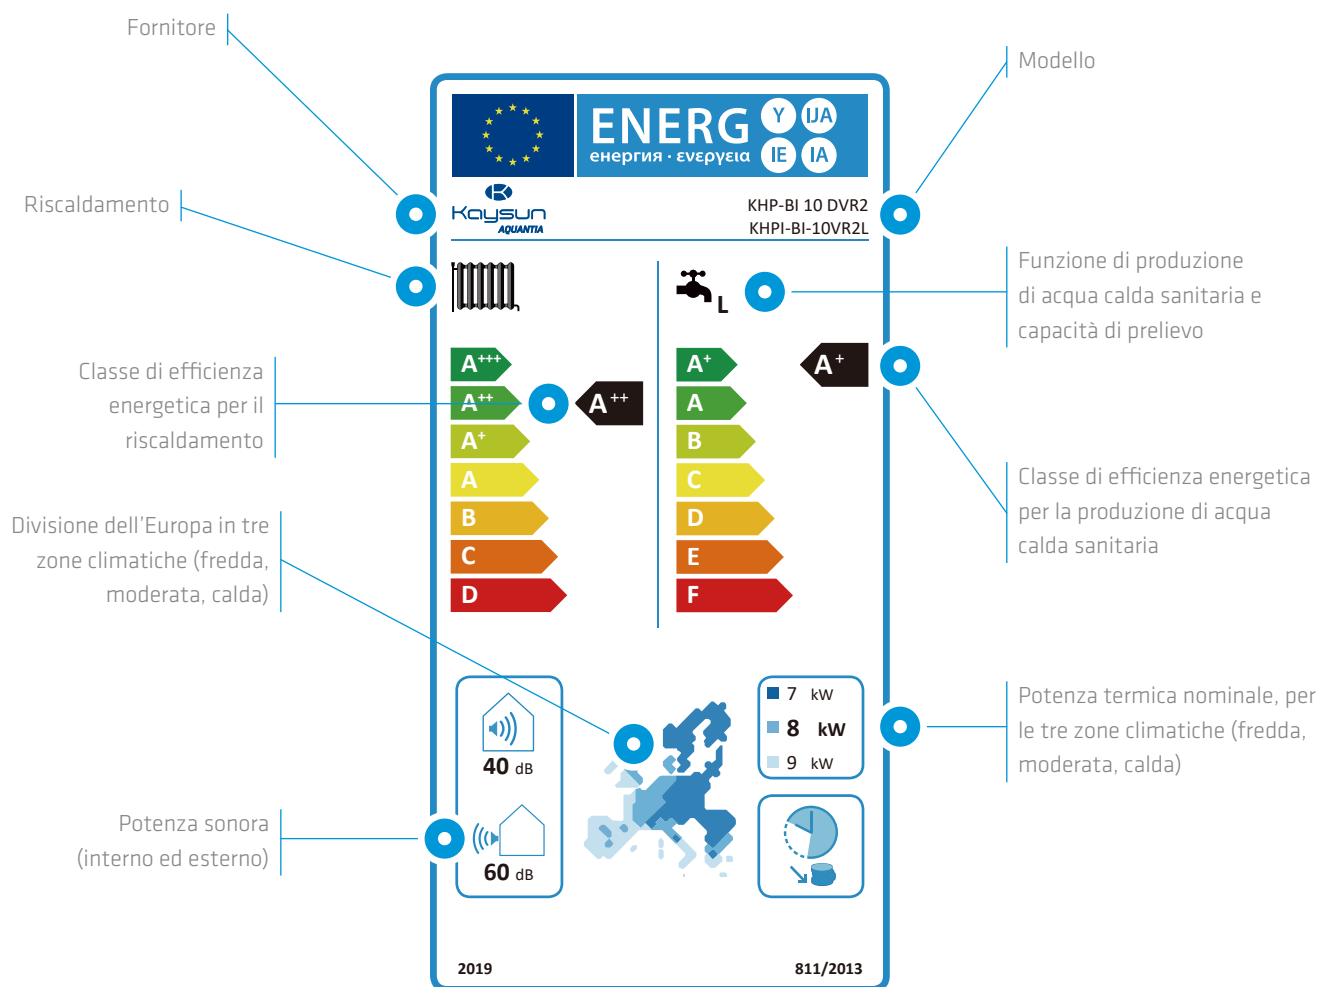 Fornitore
Modello
ENERG
енергия · ενεργεια
Y IJA
IE IA
Riscaldamento
Kaysun
AQUANTIA
KHP-BI 10 DVR2
KHPI-BI-10VR2L
Funzione di produzione
di acqua calda sanitaria e
capacità di prelievo
L
Classe di efficienza
energetica per il
riscaldamento
A+++
A++
A+
A
B
C
D
A++
A+
A
B
C
D
E
F
A+
Classe di efficienza energetica
per la produzione di acqua
calda sanitaria
Divisione dell'Europa in tre
zone climatiche (fredda,
moderata, calda)
40 dB
60 dB
7 kW
8 kW
9 kW
Potenza termica nominale, per
le tre zone climatiche (fredda,
moderata, calda)
Potenza sonora
(interno ed esterno)
2019
811/2013